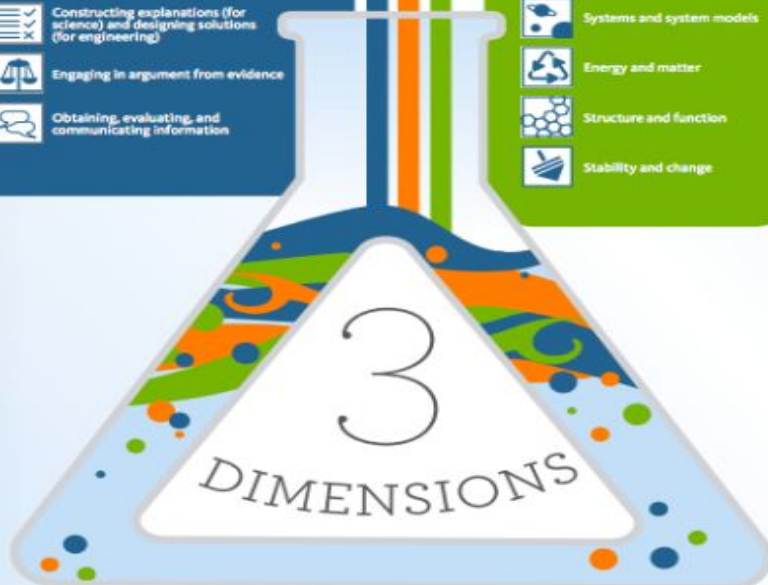 Constructing explanations (for
science) and designing solutions
(for engineering)
Engaging in argument from evidence
Obtaining, evaluating, and
communicating information
Systems and system models
Energy and matter
Structure and function
Stability and change
3
DIMENSIONS